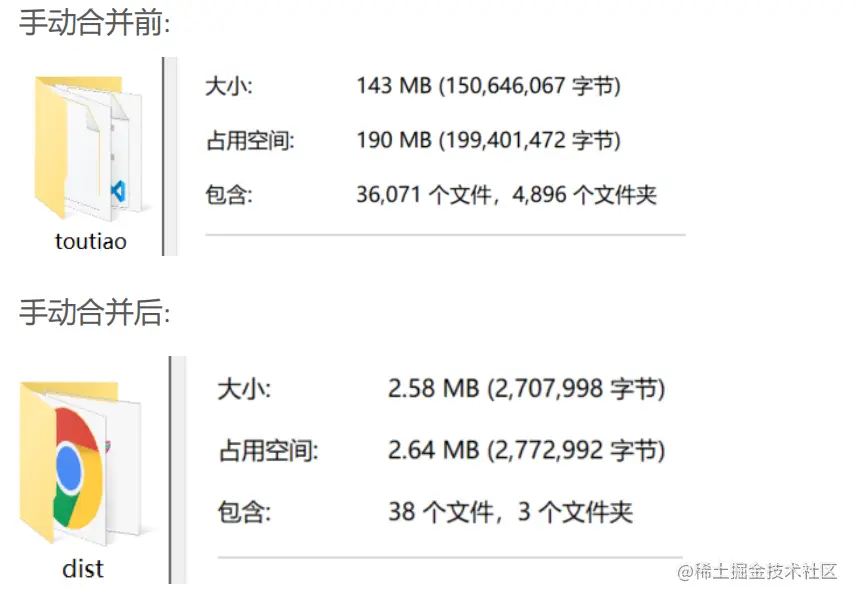 手动合并前:
大小: 143 MB (150,646,067 字节)
占用空间: 190 MB (199,401,472 字节)
包含: 36,071 个文件，4,896 个文件夹
toutiao
手动合并后:
大小: 2.58 MB (2,707,998 字节)
占用空间: 2.64 MB (2,772,992 字节)
包含: 38 个文件，3 个文件夹
dist
@稀土掘金技术社区